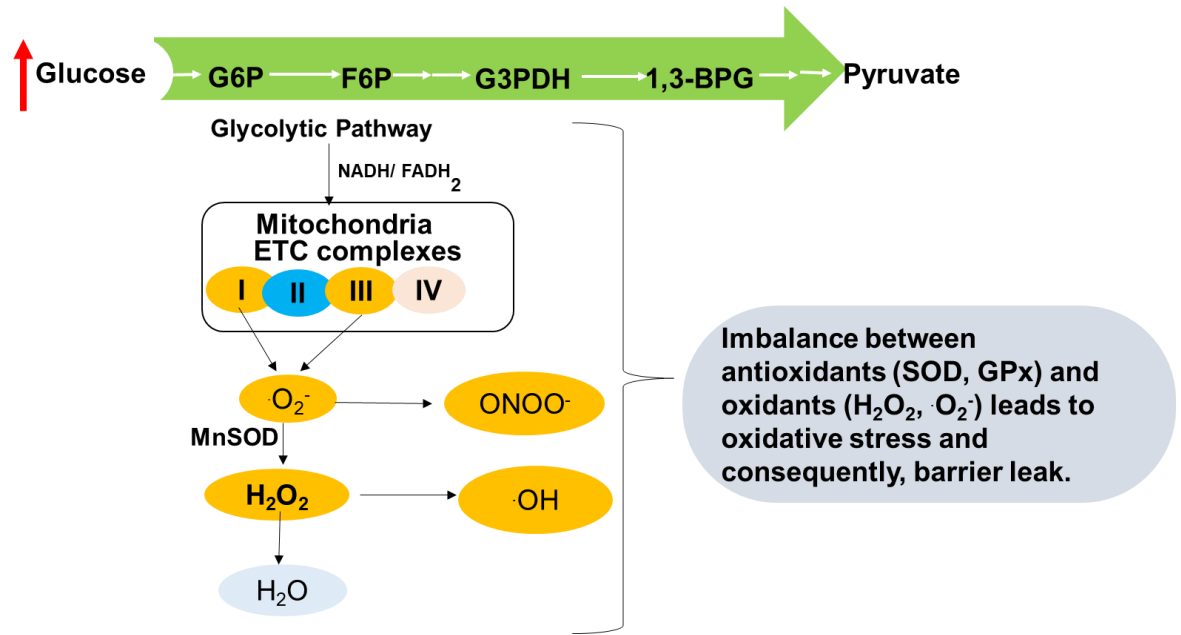 Glucose G6P F6P G3PDH 1,3-BPG Pyruvate
Glycolytic Pathway
NADH/ FADH₂
Mitochondria
ETC complexes
I II III IV
·O₂⁻ ONOO⁻
MnSOD
H₂O₂ ·OH
H₂O
Imbalance between
antioxidants (SOD, GPx) and
oxidants (H₂O₂, ·O₂⁻) leads to
oxidative stress and
consequently, barrier leak.